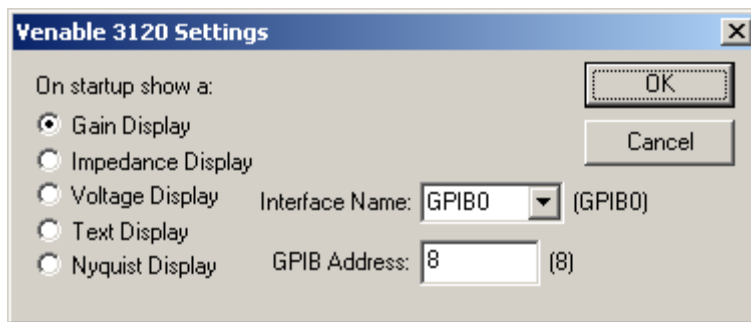 Venable 3120 Settings
On startup show a:
Gain Display
Impedance Display
Voltage Display
Text Display
Nyquist Display
OK
Cancel
Interface Name: GPIB0 (GPIB0)
GPIB Address: 8 (8)